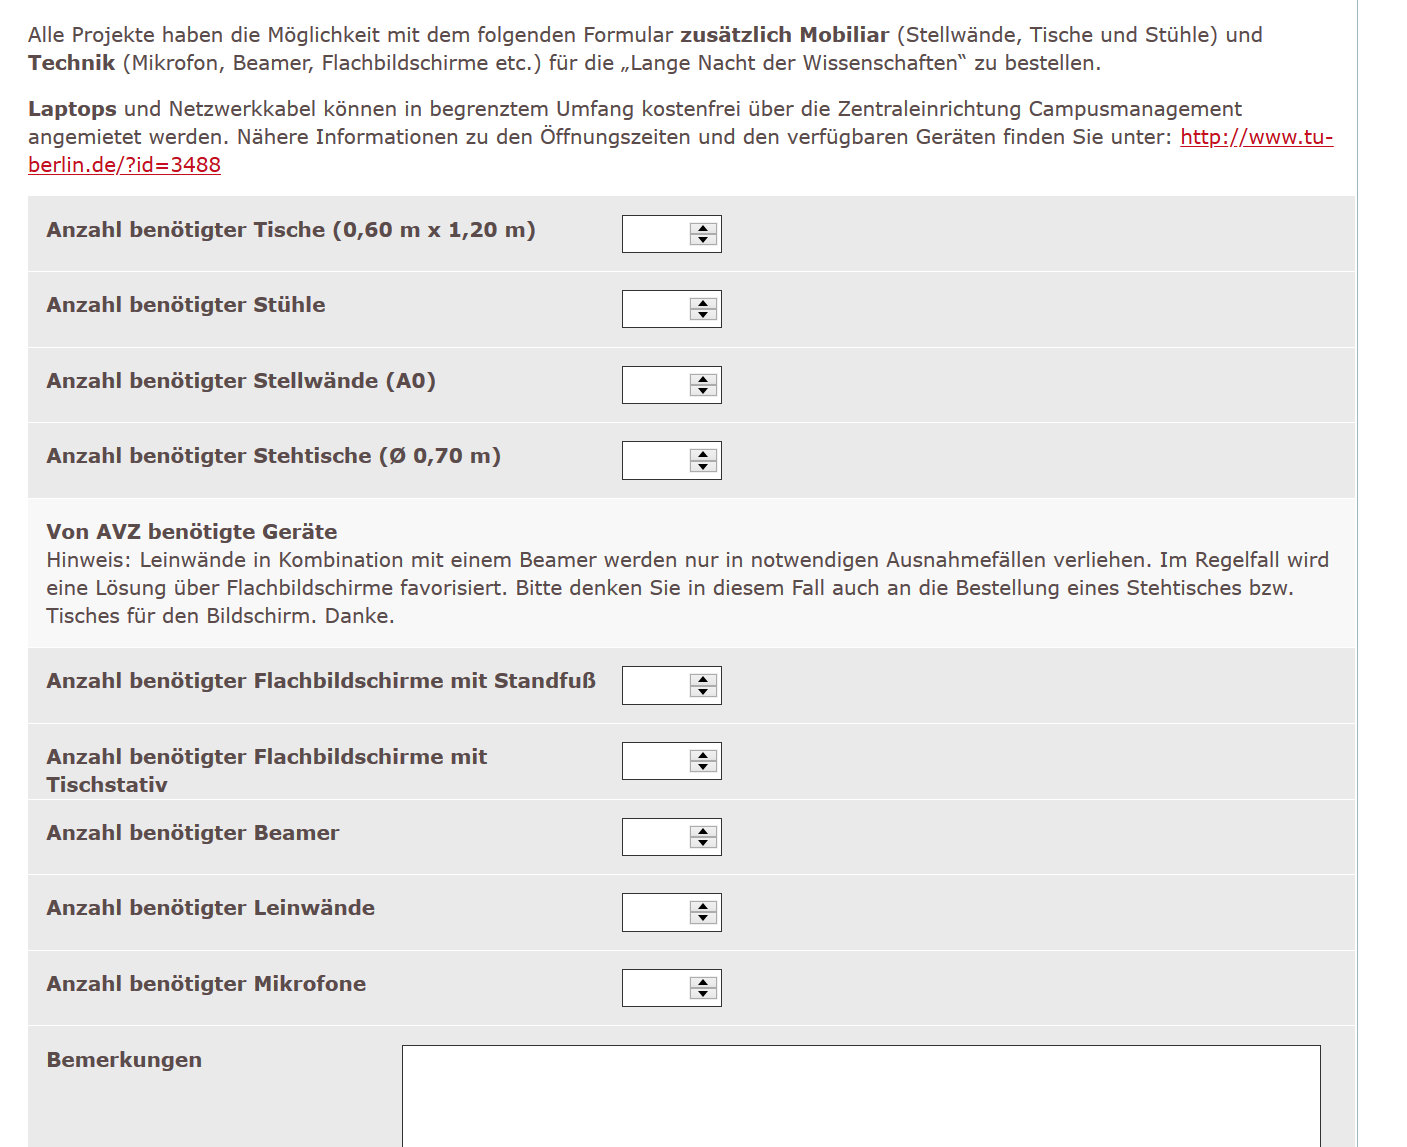 Alle Projekte haben die Möglichkeit mit dem folgenden Formular zusätzlich Mobiliar (Stellwände, Tische und Stühle) und
Technik (Mikrofon, Beamer, Flachbildschirme etc.) für die „Lange Nacht der Wissenschaften“ zu bestellen.
Laptops und Netzwerkkabel können in begrenztem Umfang kostenfrei über die Zentraleinrichtung Campusmanagement
angemietet werden. Nähere Informationen zu den Öffnungszeiten und den verfügbaren Geräten finden Sie unter: http://www.tu-
berlin.de/?id=3488
Anzahl benötigter Tische (0,60 m x 1,20 m)
Anzahl benötigter Stühle
Anzahl benötigter Stellwände (A0)
Anzahl benötigter Stehtische (Ø 0,70 m)
Von AVZ benötigte Geräte
Hinweis: Leinwände in Kombination mit einem Beamer werden nur in notwendigen Ausnahmefällen verliehen. Im Regelfall wird
eine Lösung über Flachbildschirme favorisiert. Bitte denken Sie in diesem Fall auch an die Bestellung eines Stehtisches bzw.
Tisches für den Bildschirm. Danke.
Anzahl benötigter Flachbildschirme mit Standfuß
Anzahl benötigter Flachbildschirme mit
Tischstativ
Anzahl benötigter Beamer
Anzahl benötigter Leinwände
Anzahl benötigter Mikrofone
Bemerkungen